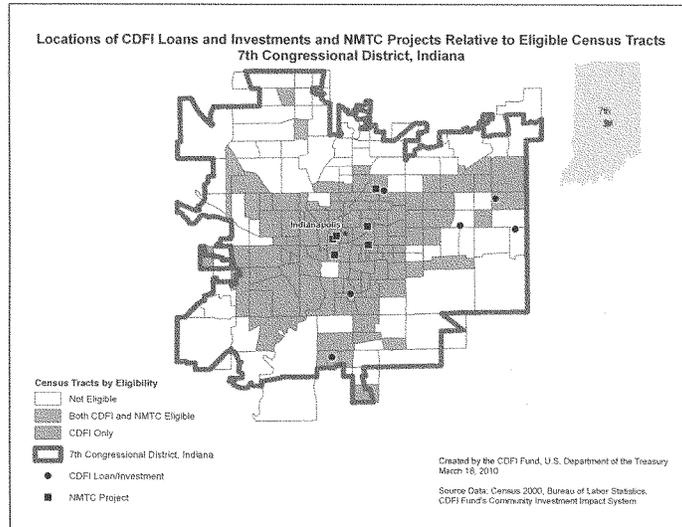 Locations of CDFI Loans and Investments and NMTC Projects Relative to Eligible Census Tracts
7th Congressional District, Indiana
7th
Indianapolis
Census Tracts by Eligibility
Not Eligible
Both CDFI and NMTC Eligible
CDFI Only
7th Congressional District, Indiana
CDFI Loan/Investment
NMTC Project
Created by the CDFI Fund, U.S. Department of the Treasury
March 18, 2010
Source Data: Census 2000, Bureau of Labor Statistics,
CDFI Fund's Community Investment Impact System